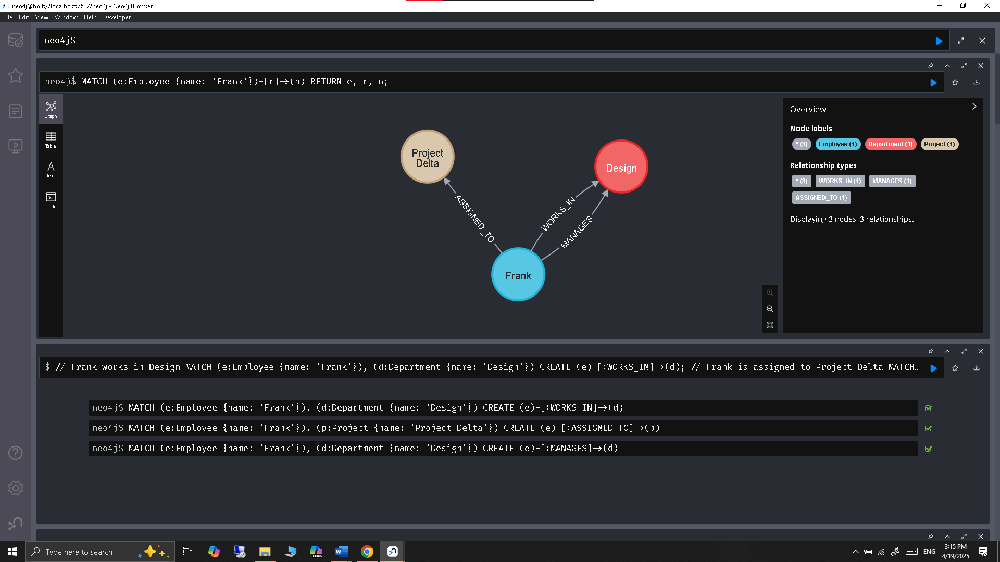 neo4j@bolt://localhost:7687/neo4j - Neo4j Browser
File Edit View Window Help Developer
neo4j$
neo4j$ MATCH (e:Employee {name: 'Frank'})-[r]→(n) RETURN e, r, n;
Graph
Table
Text
Code
Project
Delta
Design
ASSIGNED_TO
WORKS_IN
MANAGES
Frank
Overview
Node labels
* (3) Employee (1) Department (1) Project (1)
Relationship types
* (3) WORKS_IN (1) MANAGES (1)
ASSIGNED_TO (1)
Displaying 3 nodes, 3 relationships.
$ // Frank works in Design MATCH (e:Employee {name: 'Frank'}), (d:Department {name: 'Design'}) CREATE (e)-[:WORKS_IN]→(d); // Frank is assigned to Project Delta MATCH…
neo4j$ MATCH (e:Employee {name: 'Frank'}), (d:Department {name: 'Design'}) CREATE (e)-[:WORKS_IN]→(d)
neo4j$ MATCH (e:Employee {name: 'Frank'}), (p:Project {name: 'Project Delta'}) CREATE (e)-[:ASSIGNED_TO]→(p)
neo4j$ MATCH (e:Employee {name: 'Frank'}), (d:Department {name: 'Design'}) CREATE (e)-[:MANAGES]→(d)
Type here to search
M365
ENG
3:15 PM
4/19/2025